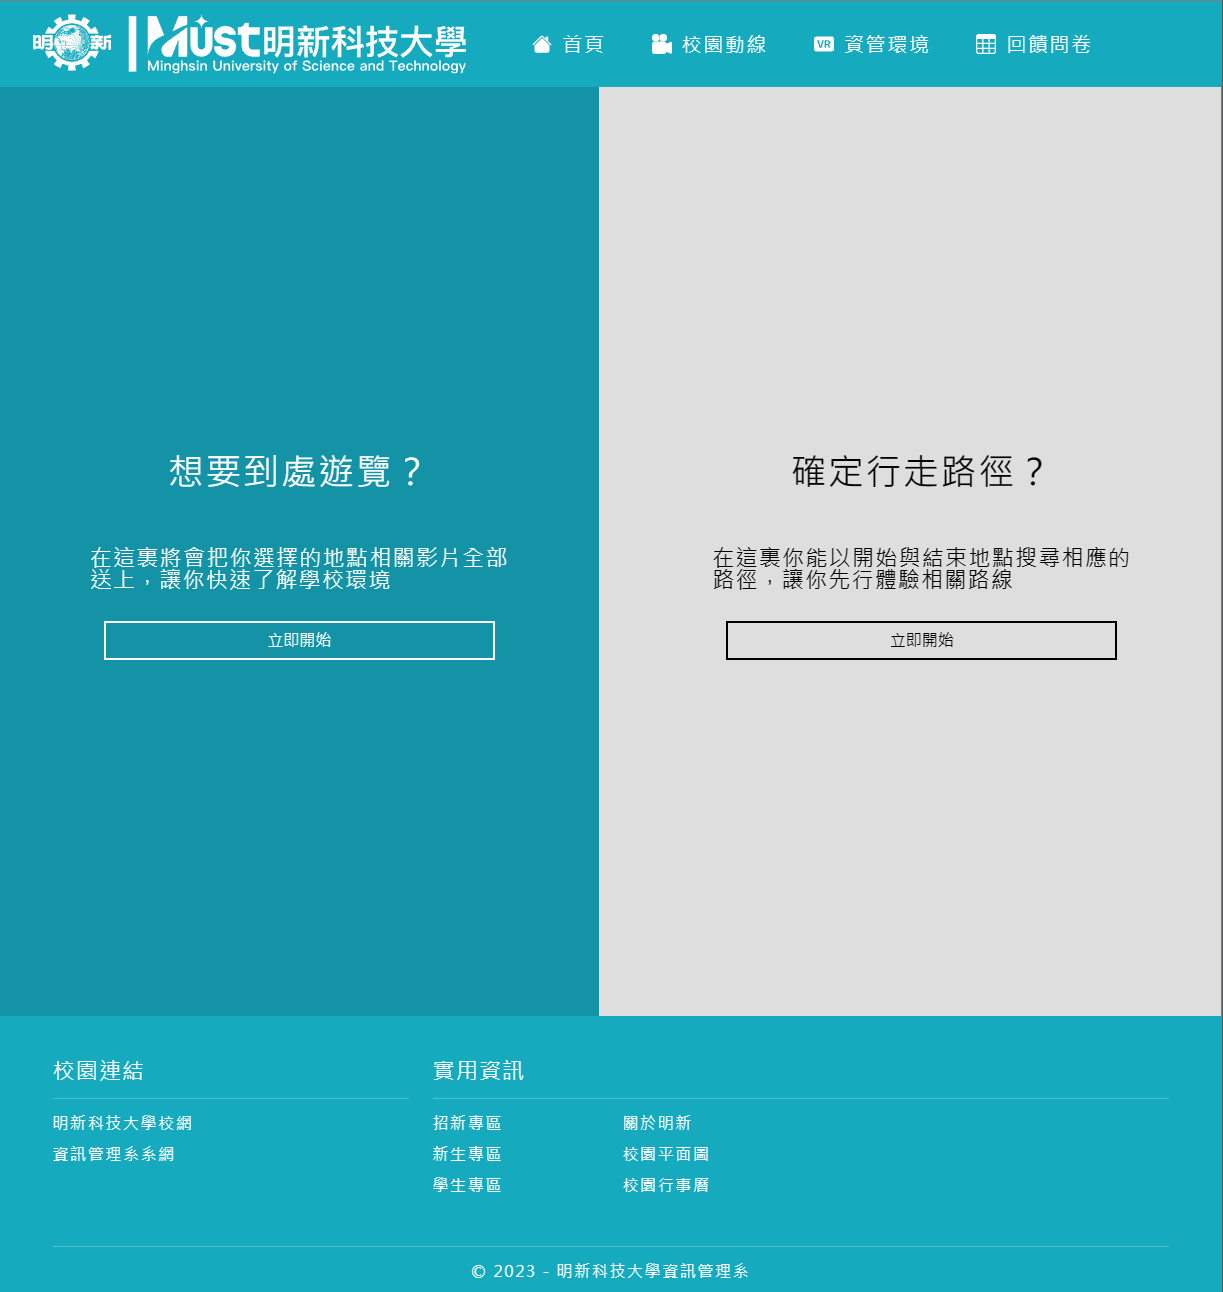 明新 Must明新科技大學
Minghsin University of Science and Technology
首頁 校園動線 VR 資管環境 回饋問卷
想要到處遊覽？
在這裏將會把你選擇的地點相關影片全部
送上，讓你快速了解學校環境
立即開始
確定行走路徑？
在這裏你能以開始與結束地點搜尋相應的
路徑，讓你先行體驗相關路線
立即開始
校園連結
明新科技大學校網
資訊管理系系網
實用資訊
招新專區
新生專區
學生專區
關於明新
校園平面圖
校園行事曆
© 2023 - 明新科技大學資訊管理系